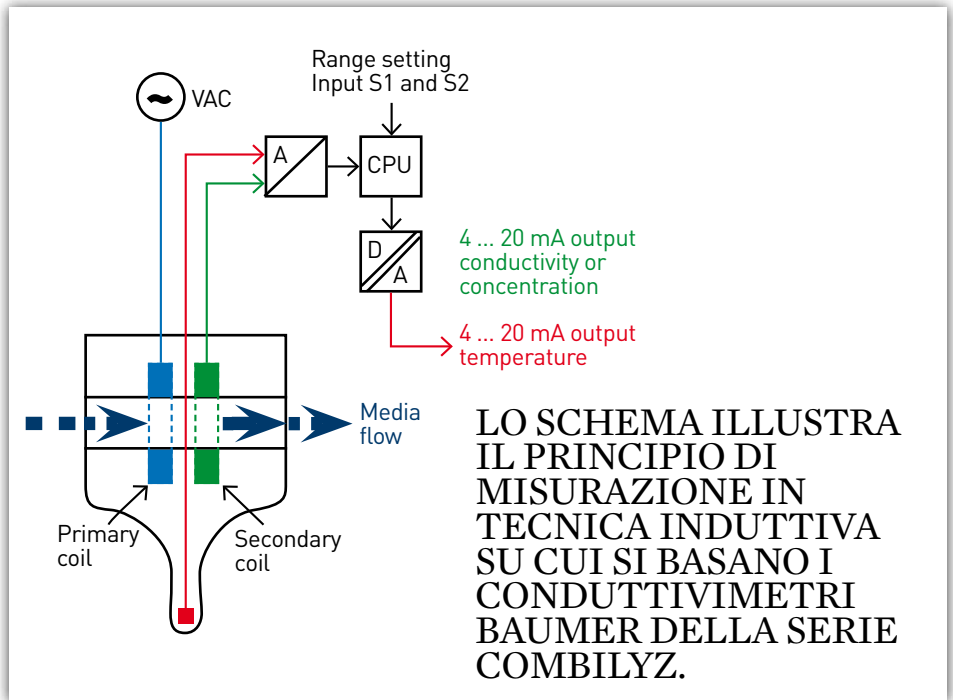 Range setting
Input S1 and S2
VAC
A
CPU
D
A
4 ... 20 mA output
conductivity or
concentration
4 ... 20 mA output
temperature
Media
flow
Primary
coil
Secondary
coil
LO SCHEMA ILLUSTRA
IL PRINCIPIO DI
MISURAZIONE IN
TECNICA INDUTTIVA
SU CUI SI BASANO I
CONDUTTIVIMETRI
BAUMER DELLA SERIE
COMBILYZ.